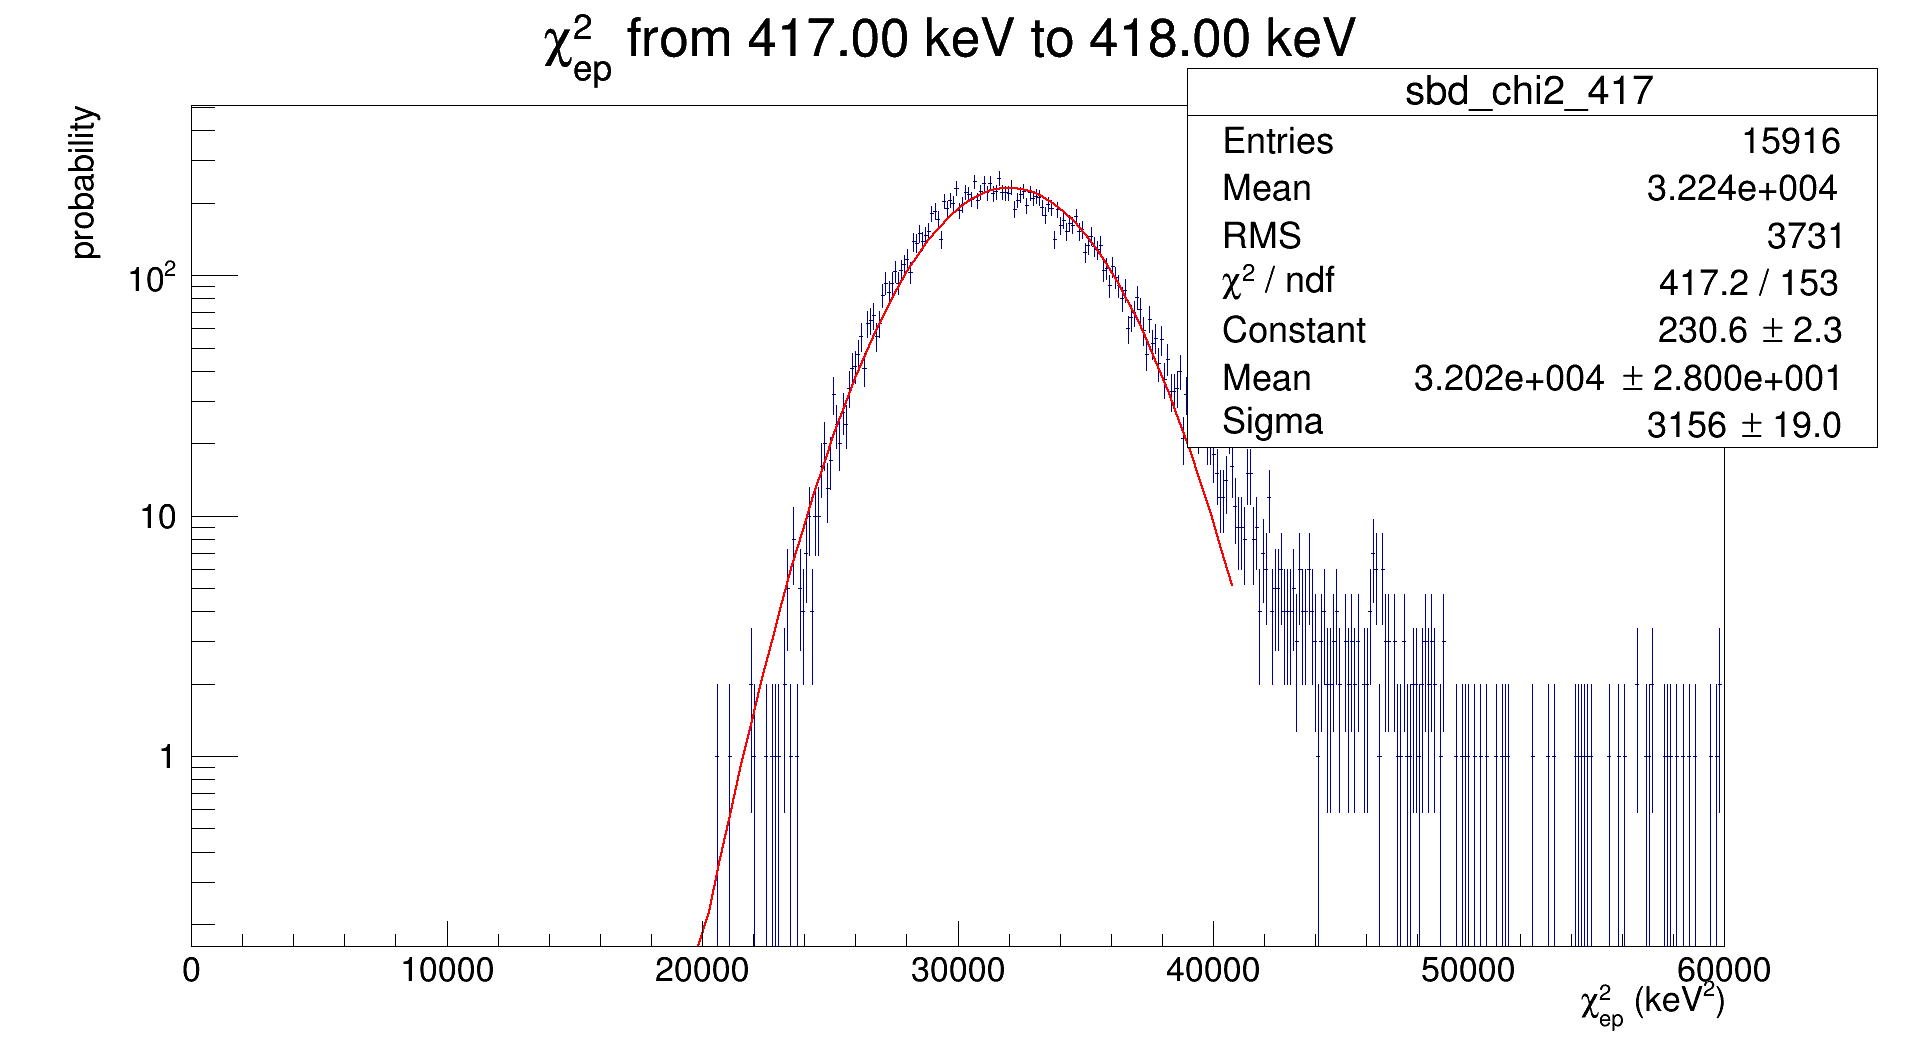 χ²ep from 417.00 keV to 418.00 keV
sbd_chi2_417
Entries 15916
Mean 3.224e+004
RMS 3731
χ² / ndf 417.2 / 153
Constant 230.6 ± 2.3
Mean 3.202e+004 ± 2.800e+001
Sigma 3156 ± 19.0
probability
10²
10
1
0 10000 20000 30000 40000 50000 60000
χ²ep (keV²)